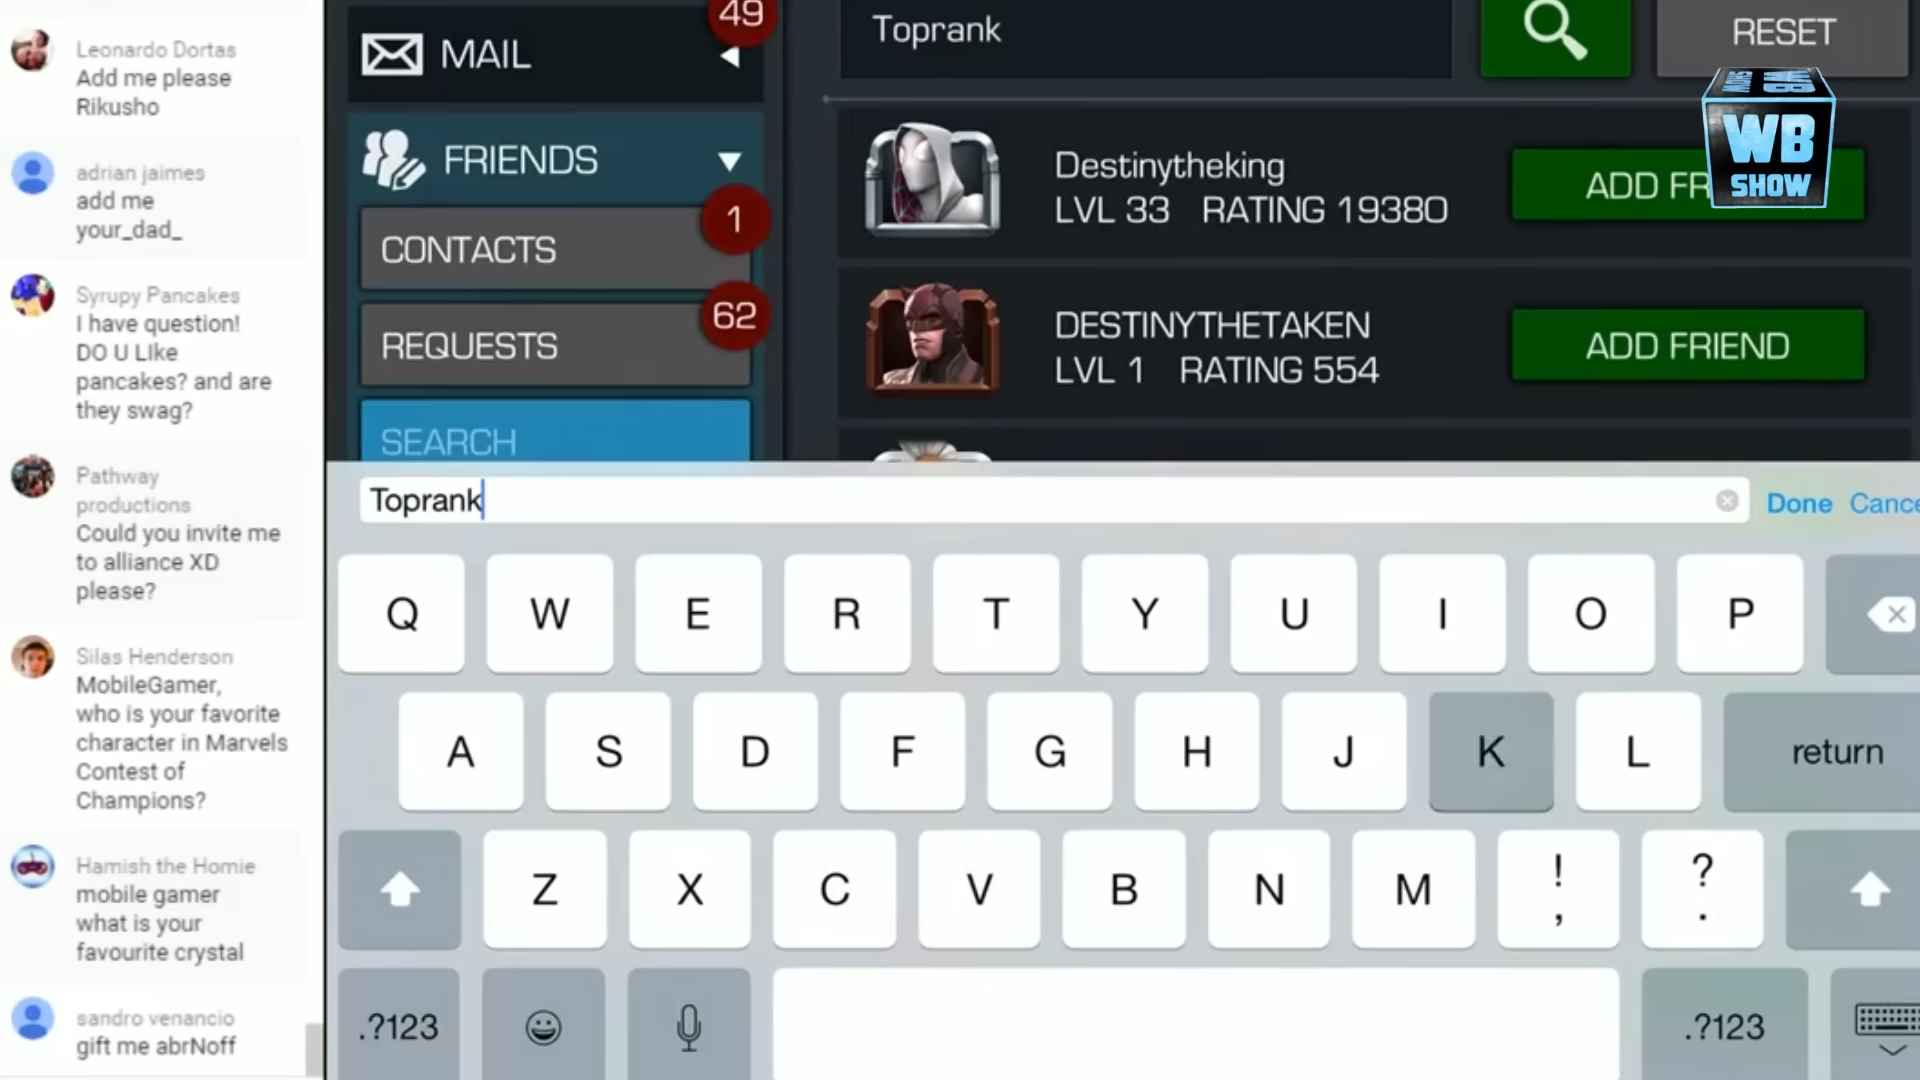 Leonardo Dortas
Add me please
Rikusho
adrian jaimes
add me
your_dad_
Syrupy Pancakes
I have question!
DO U LIke
pancakes? and are
they swag?
Pathway
productions
Could you invite me
to alliance XD
please?
Silas Henderson
MobileGamer,
who is your favorite
character in Marvels
Contest of
Champions?
Hamish the Homie
mobile gamer
what is your
favourite crystal
sandro venancio
gift me abrNoff
MAIL
49
FRIENDS
CONTACTS
1
REQUESTS
62
SEARCH
Toprank
RESET
Destinytheking
LVL 33 RATING 19380
ADD FR
WB
SHOW
WB
SHOW
DESTINYTHETAKEN
LVL 1 RATING 554
ADD FRIEND
Toprank
Done Cance
Q W E R T Y U I O P
A S D F G H J K L return
Z X C V B N M ! , ? .
.?123 .?123